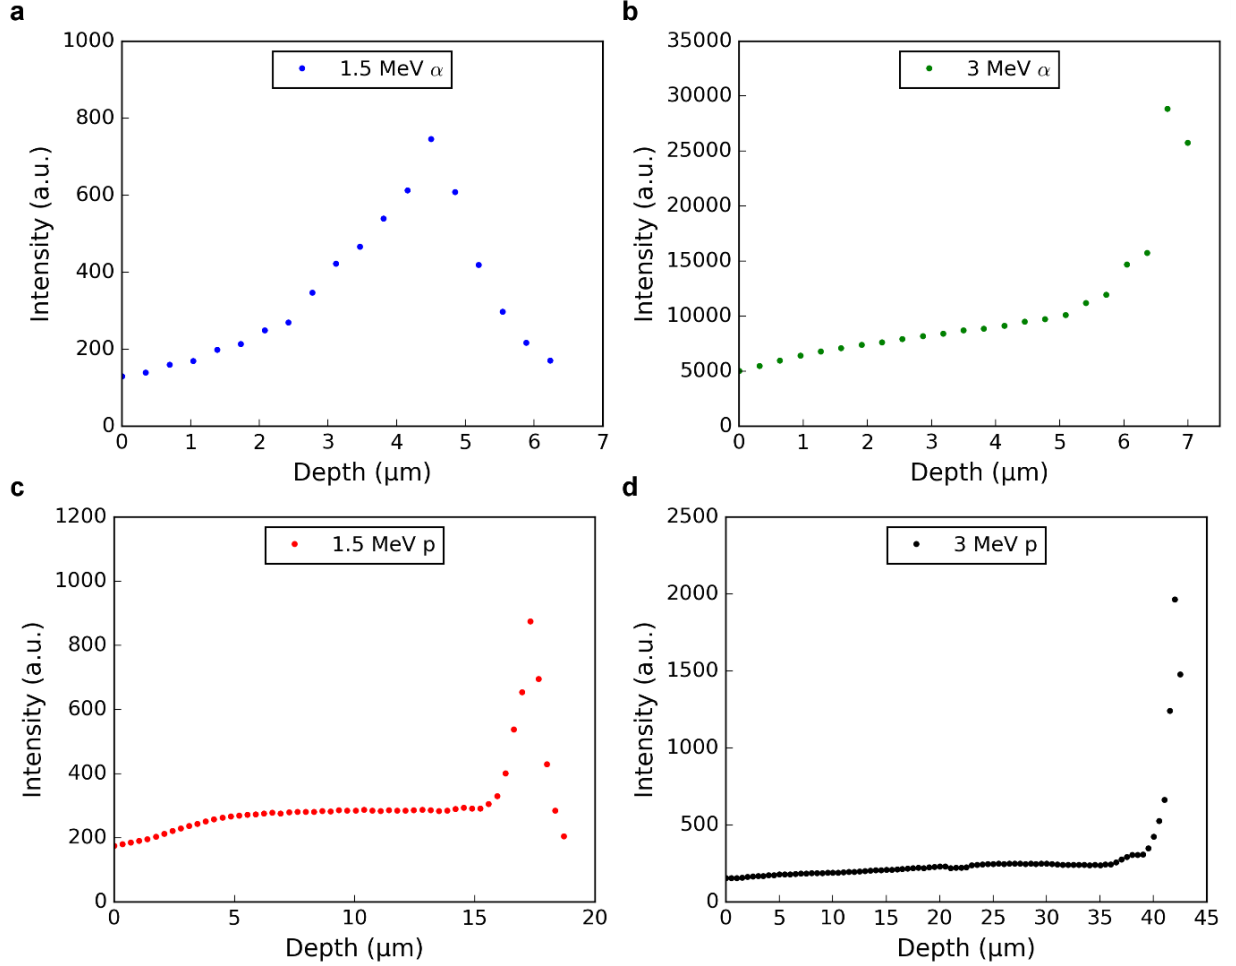 a
1000
800
600
400
200
0
Intensity (a.u.)
1.5 MeV α
0 1 2 3 4 5 6 7
Depth (μm)
b
35000
30000
25000
20000
15000
10000
5000
0
Intensity (a.u.)
3 MeV α
0 1 2 3 4 5 6 7
Depth (μm)
c
1200
1000
800
600
400
200
0
Intensity (a.u.)
1.5 MeV p
0 5 10 15 20
Depth (μm)
d
2500
2000
1500
1000
500
0
Intensity (a.u.)
3 MeV p
0 5 10 15 20 25 30 35 40 45
Depth (μm)